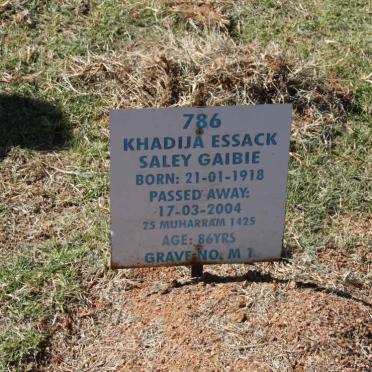 786
KHADIJA ESSACK
SALEY GAIBIE
BORN: 21-01-1918
PASSED AWAY:
17-03-2004
25 MUHARRAM 1425
AGE: 86YRS
GRAVE NO. M 1